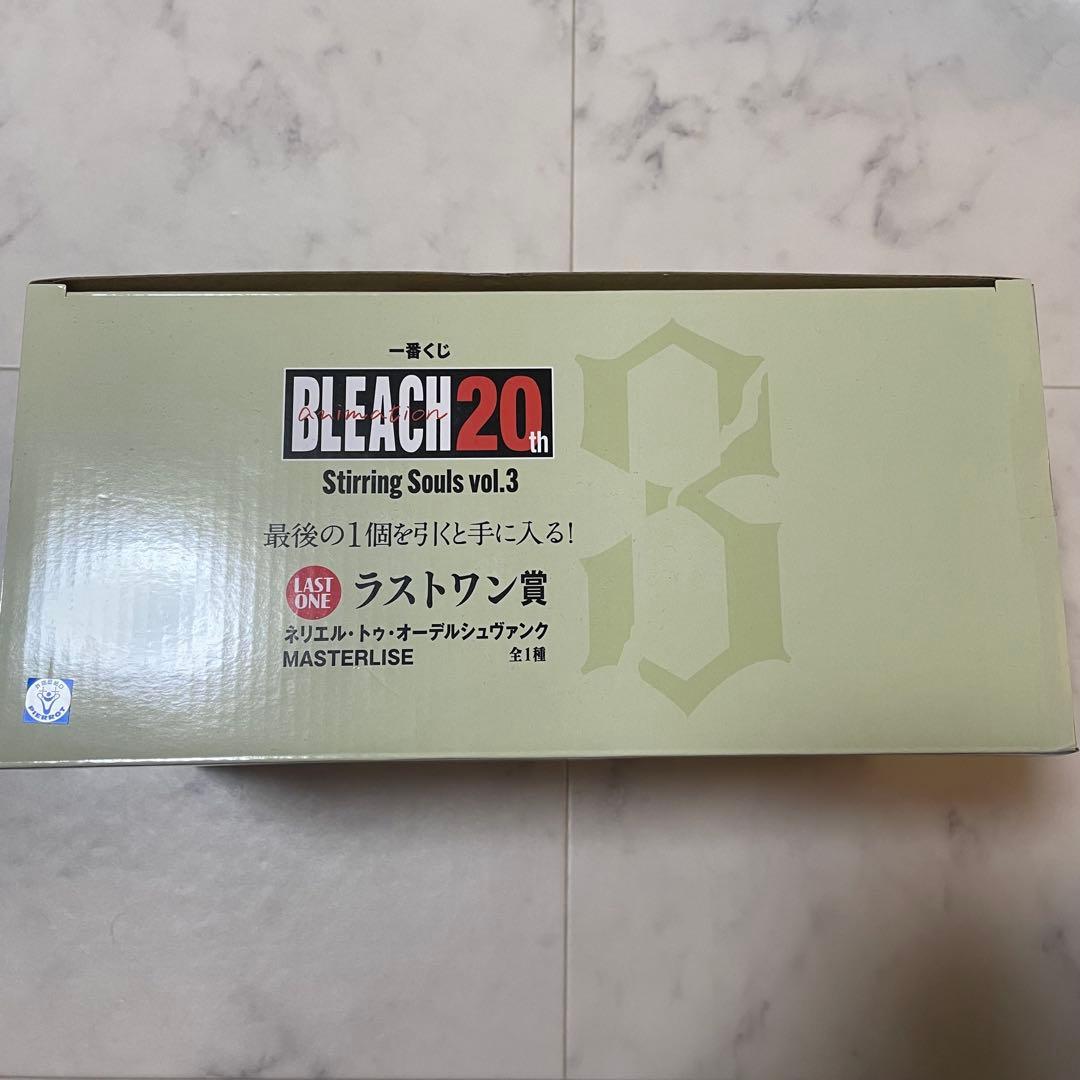 一番くじ
BLEACH 20th
animation
Stirring Souls vol.3
最後の1個を引くと手に入る!
LAST ONE ラストワン賞
ネリエル・トゥ・オーデルシュヴァンク
MASTERLISE 全1種
PIERROT